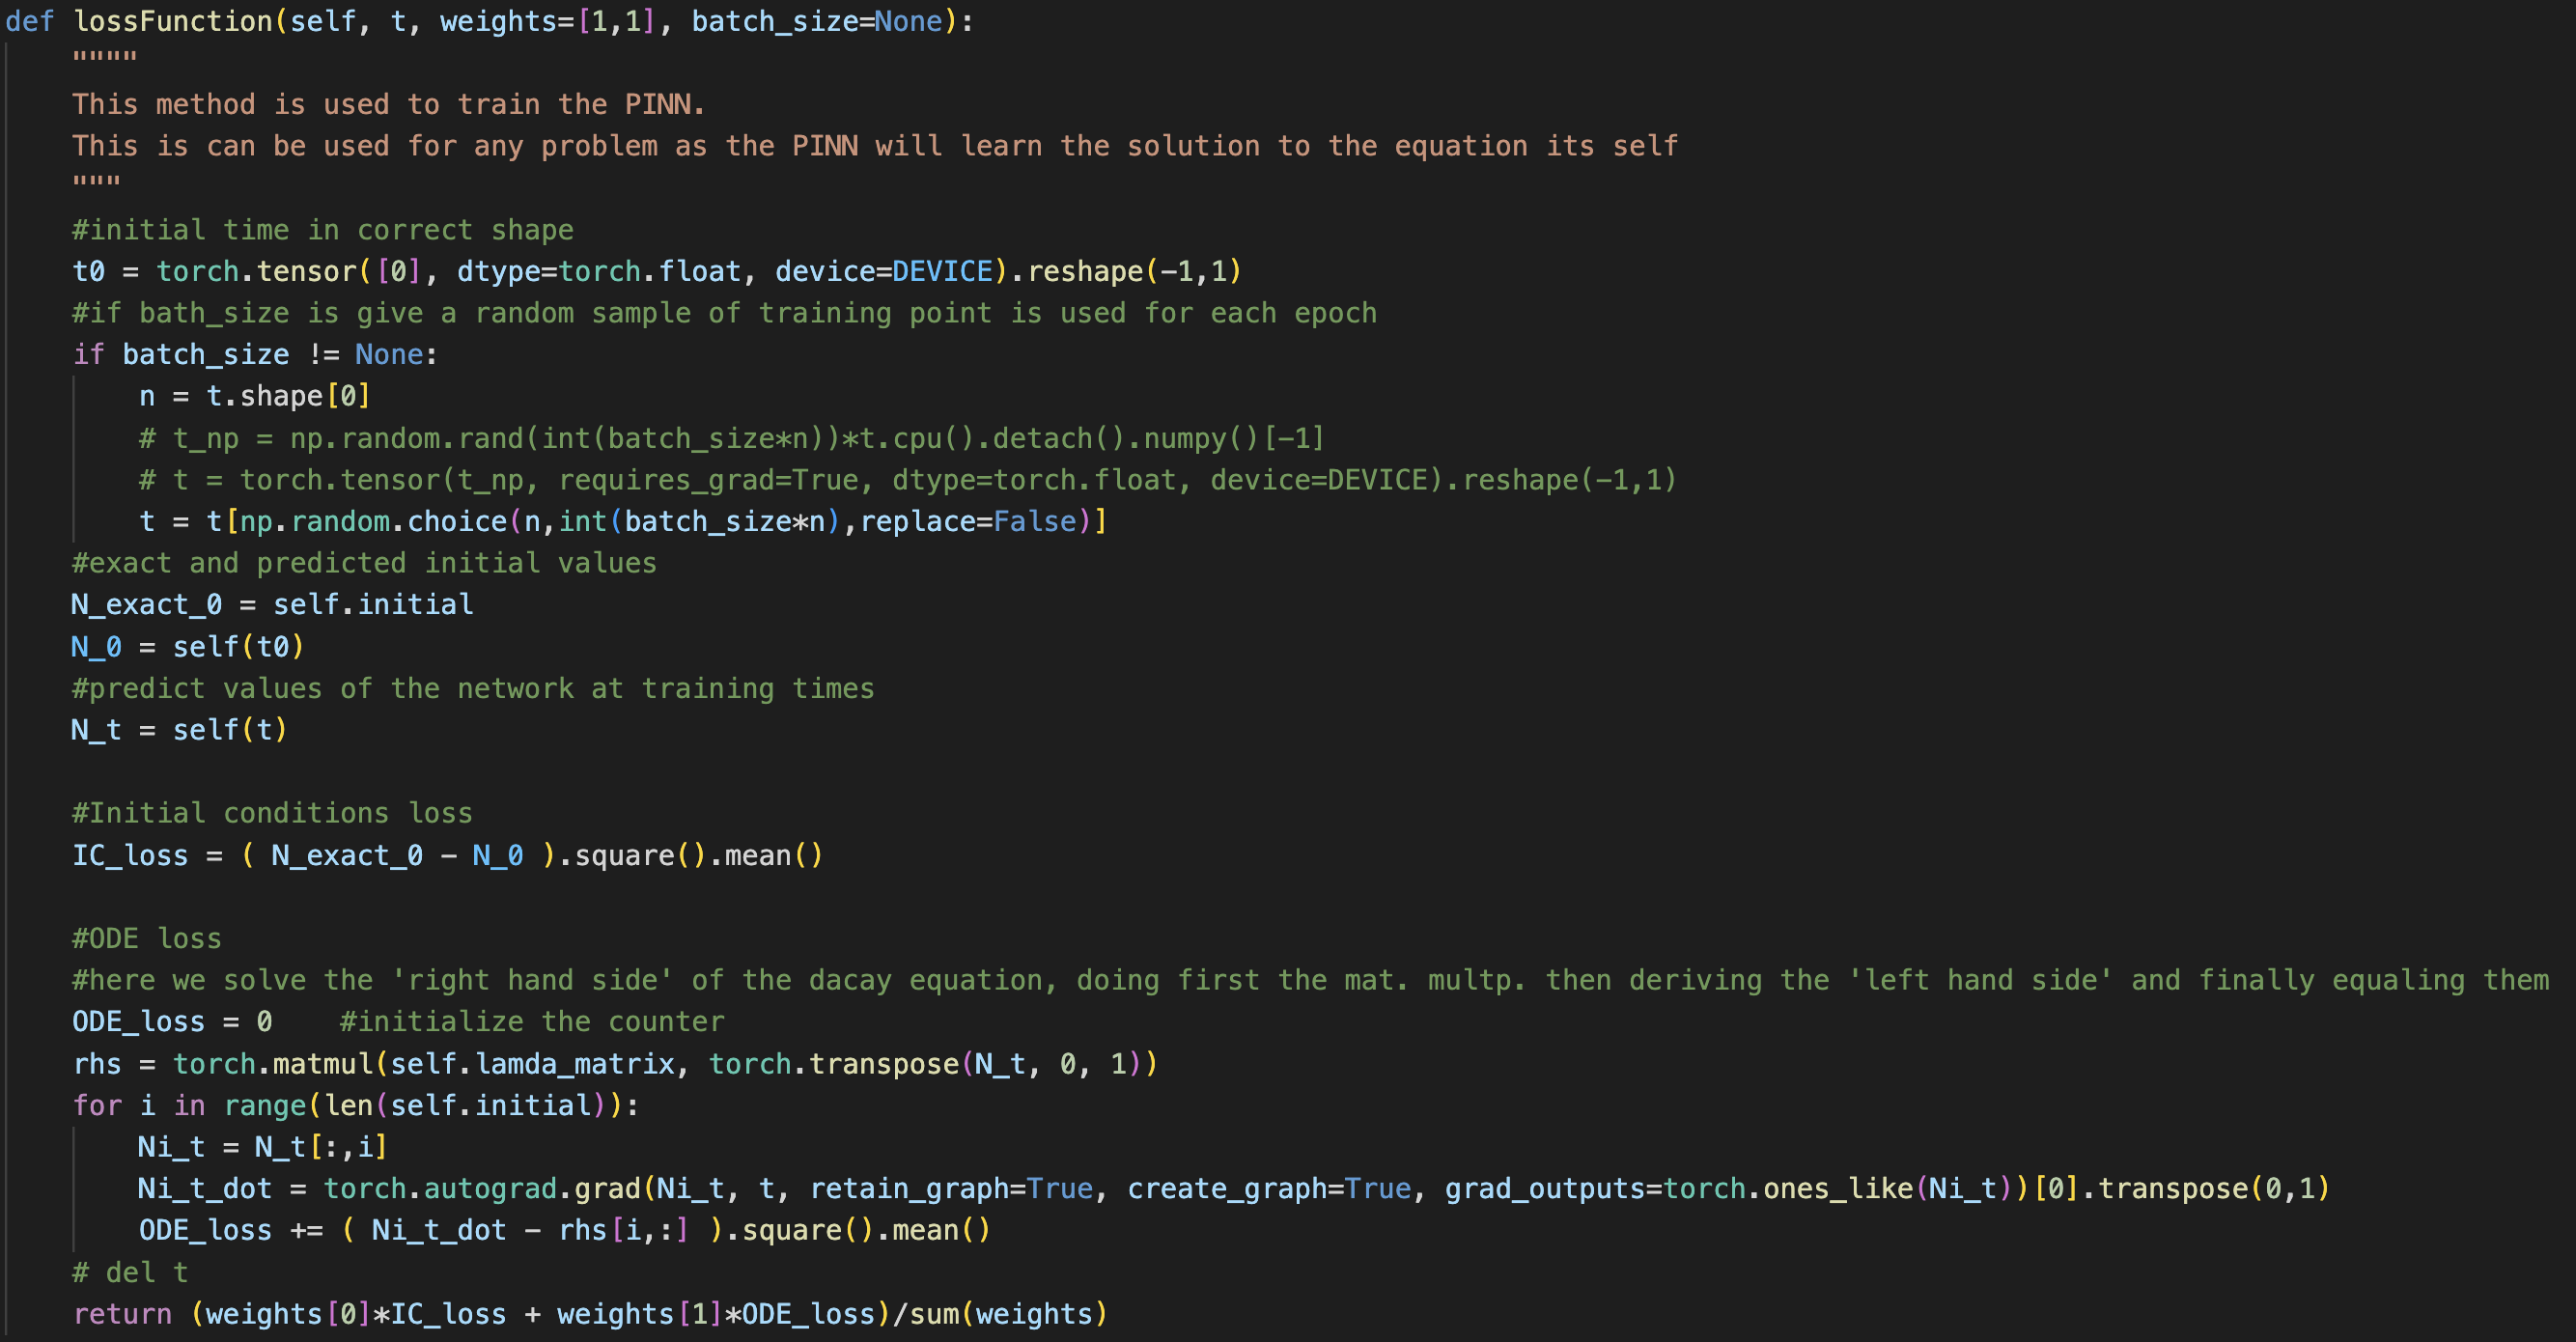 def lossFunction(self, t, weights=[1,1], batch_size=None):
    """"
    This method is used to train the PINN.
    This is can be used for any problem as the PINN will learn the solution to the equation its self
    """
    #initial time in correct shape
    t0 = torch.tensor([0], dtype=torch.float, device=DEVICE).reshape(-1,1)
    #if bath_size is give a random sample of training point is used for each epoch
    if batch_size != None:
        n = t.shape[0]
        # t_np = np.random.rand(int(batch_size*n))*t.cpu().detach().numpy()[-1]
        # t = torch.tensor(t_np, requires_grad=True, dtype=torch.float, device=DEVICE).reshape(-1,1)
        t = t[np.random.choice(n,int(batch_size*n),replace=False)]
    #exact and predicted initial values
    N_exact_0 = self.initial
    N_0 = self(t0)
    #predict values of the network at training times
    N_t = self(t)

    #Initial conditions loss
    IC_loss = ( N_exact_0 - N_0 ).square().mean()

    #ODE loss
    #here we solve the 'right hand side' of the dacay equation, doing first the mat. multp. then deriving the 'left hand side' and finally equaling them
    ODE_loss = 0    #initialize the counter
    rhs = torch.matmul(self.lamda_matrix, torch.transpose(N_t, 0, 1))
    for i in range(len(self.initial)):
        Ni_t = N_t[:,i]
        Ni_t_dot = torch.autograd.grad(Ni_t, t, retain_graph=True, create_graph=True, grad_outputs=torch.ones_like(Ni_t))[0].transpose(0,1)
        ODE_loss += ( Ni_t_dot - rhs[i,:] ).square().mean()
    # del t
    return (weights[0]*IC_loss + weights[1]*ODE_loss)/sum(weights)